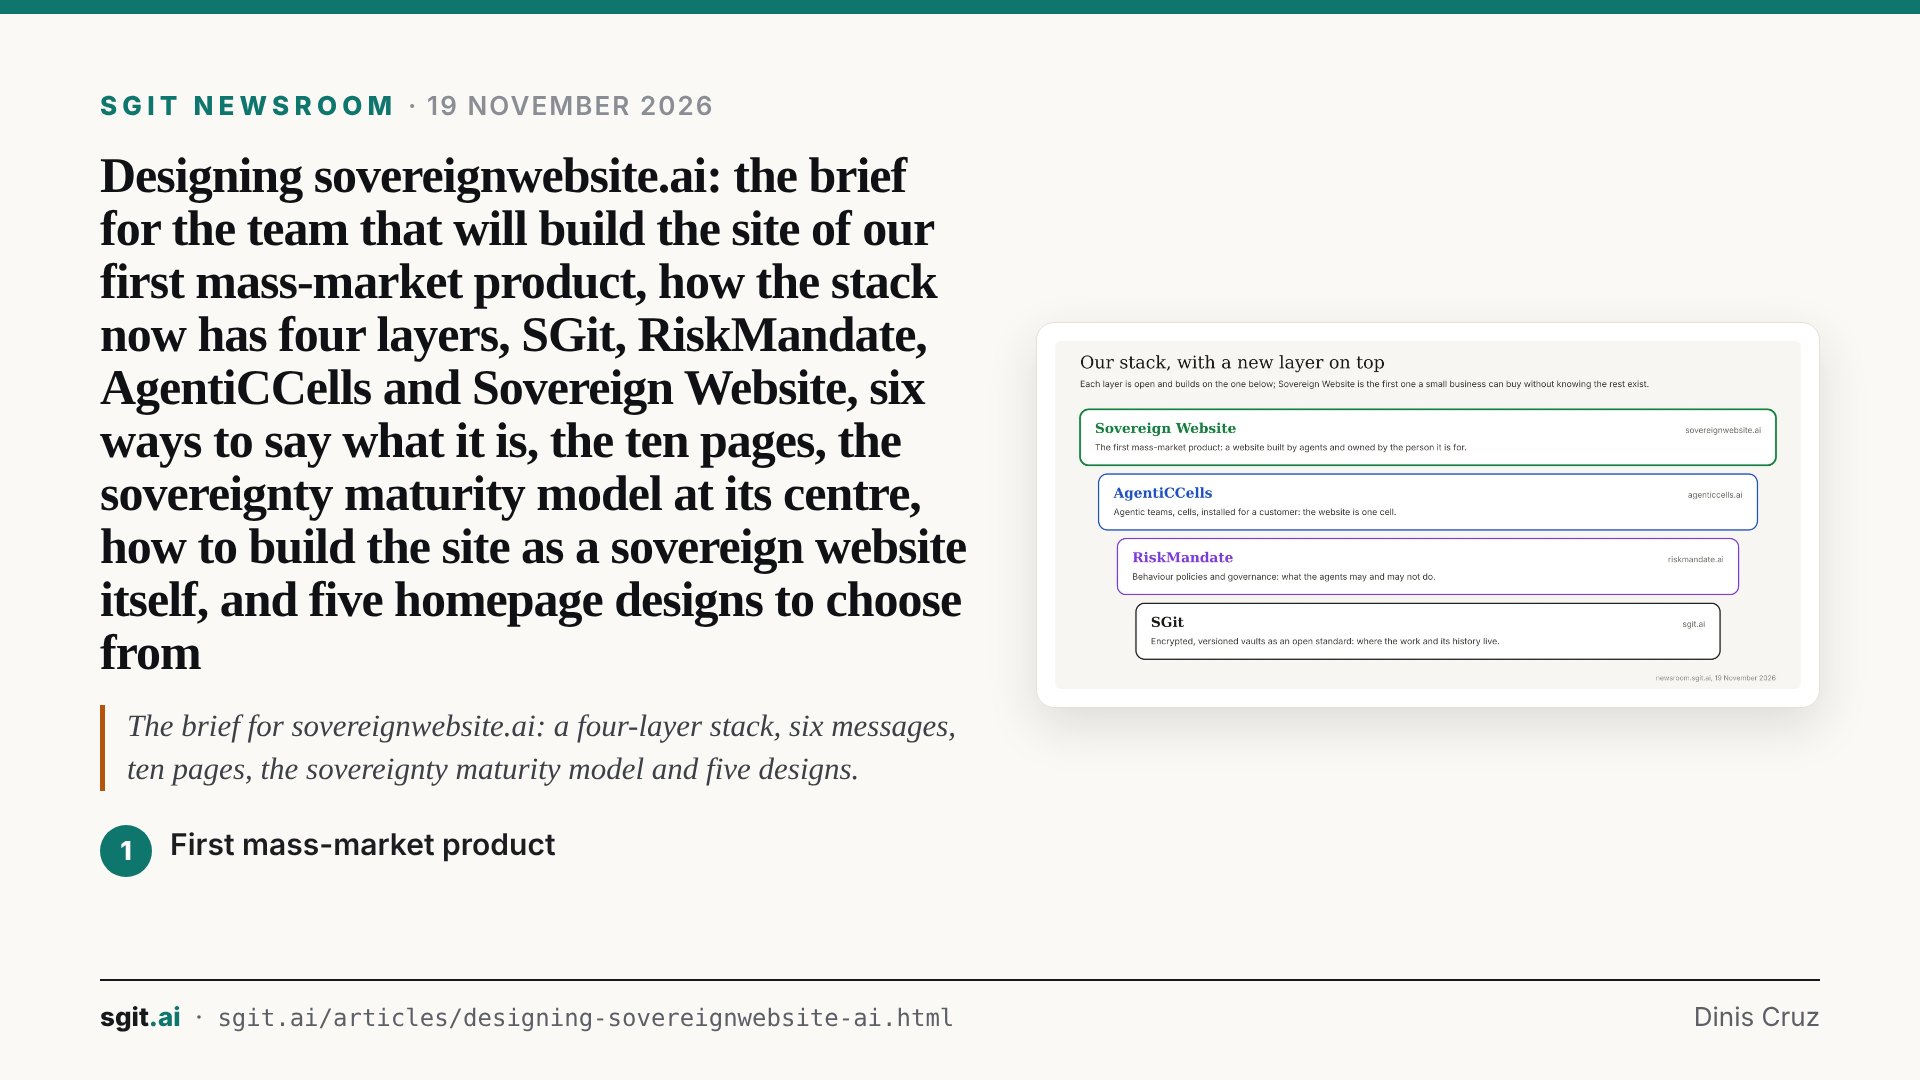 SGIT NEWSROOM · 19 NOVEMBER 2026
Designing sovereignwebsite.ai: the brief
for the team that will build the site of our
first mass-market product, how the stack
now has four layers, SGit, RiskMandate,
AgentiCCells and Sovereign Website, six
ways to say what it is, the ten pages, the
sovereignty maturity model at its centre,
how to build the site as a sovereign website
itself, and five homepage designs to choose
from
The brief for sovereignwebsite.ai: a four-layer stack, six messages,
ten pages, the sovereignty maturity model and five designs.
1 First mass-market product
Our stack, with a new layer on top
Each layer is open and builds on the one below; Sovereign Website is the first one a small business can buy without knowing the rest exist.
Sovereign Website sovereignwebsite.ai
The first mass-market product: a website built by agents and owned by the person it is for.
AgentiCCells agenticcells.ai
Agentic teams, cells, installed for a customer: the website is one cell.
RiskMandate riskmandate.ai
Behaviour policies and governance: what the agents may and may not do.
SGit sgit.ai
Encrypted, versioned vaults as an open standard: where the work and its history live.
newsroom.sgit.ai, 19 November 2026
sgit.ai · sgit.ai/articles/designing-sovereignwebsite-ai.html
Dinis Cruz